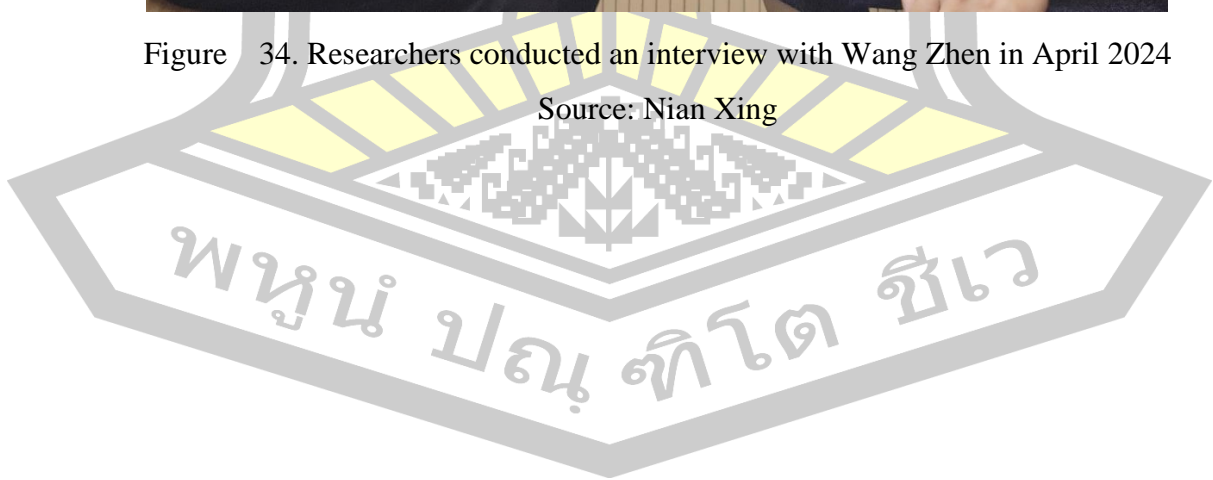 Figure 34. Researchers conducted an interview with Wang Zhen in April 2024
Source: Nian Xing
พหูนํ ปณฺฑิโต ชีเว